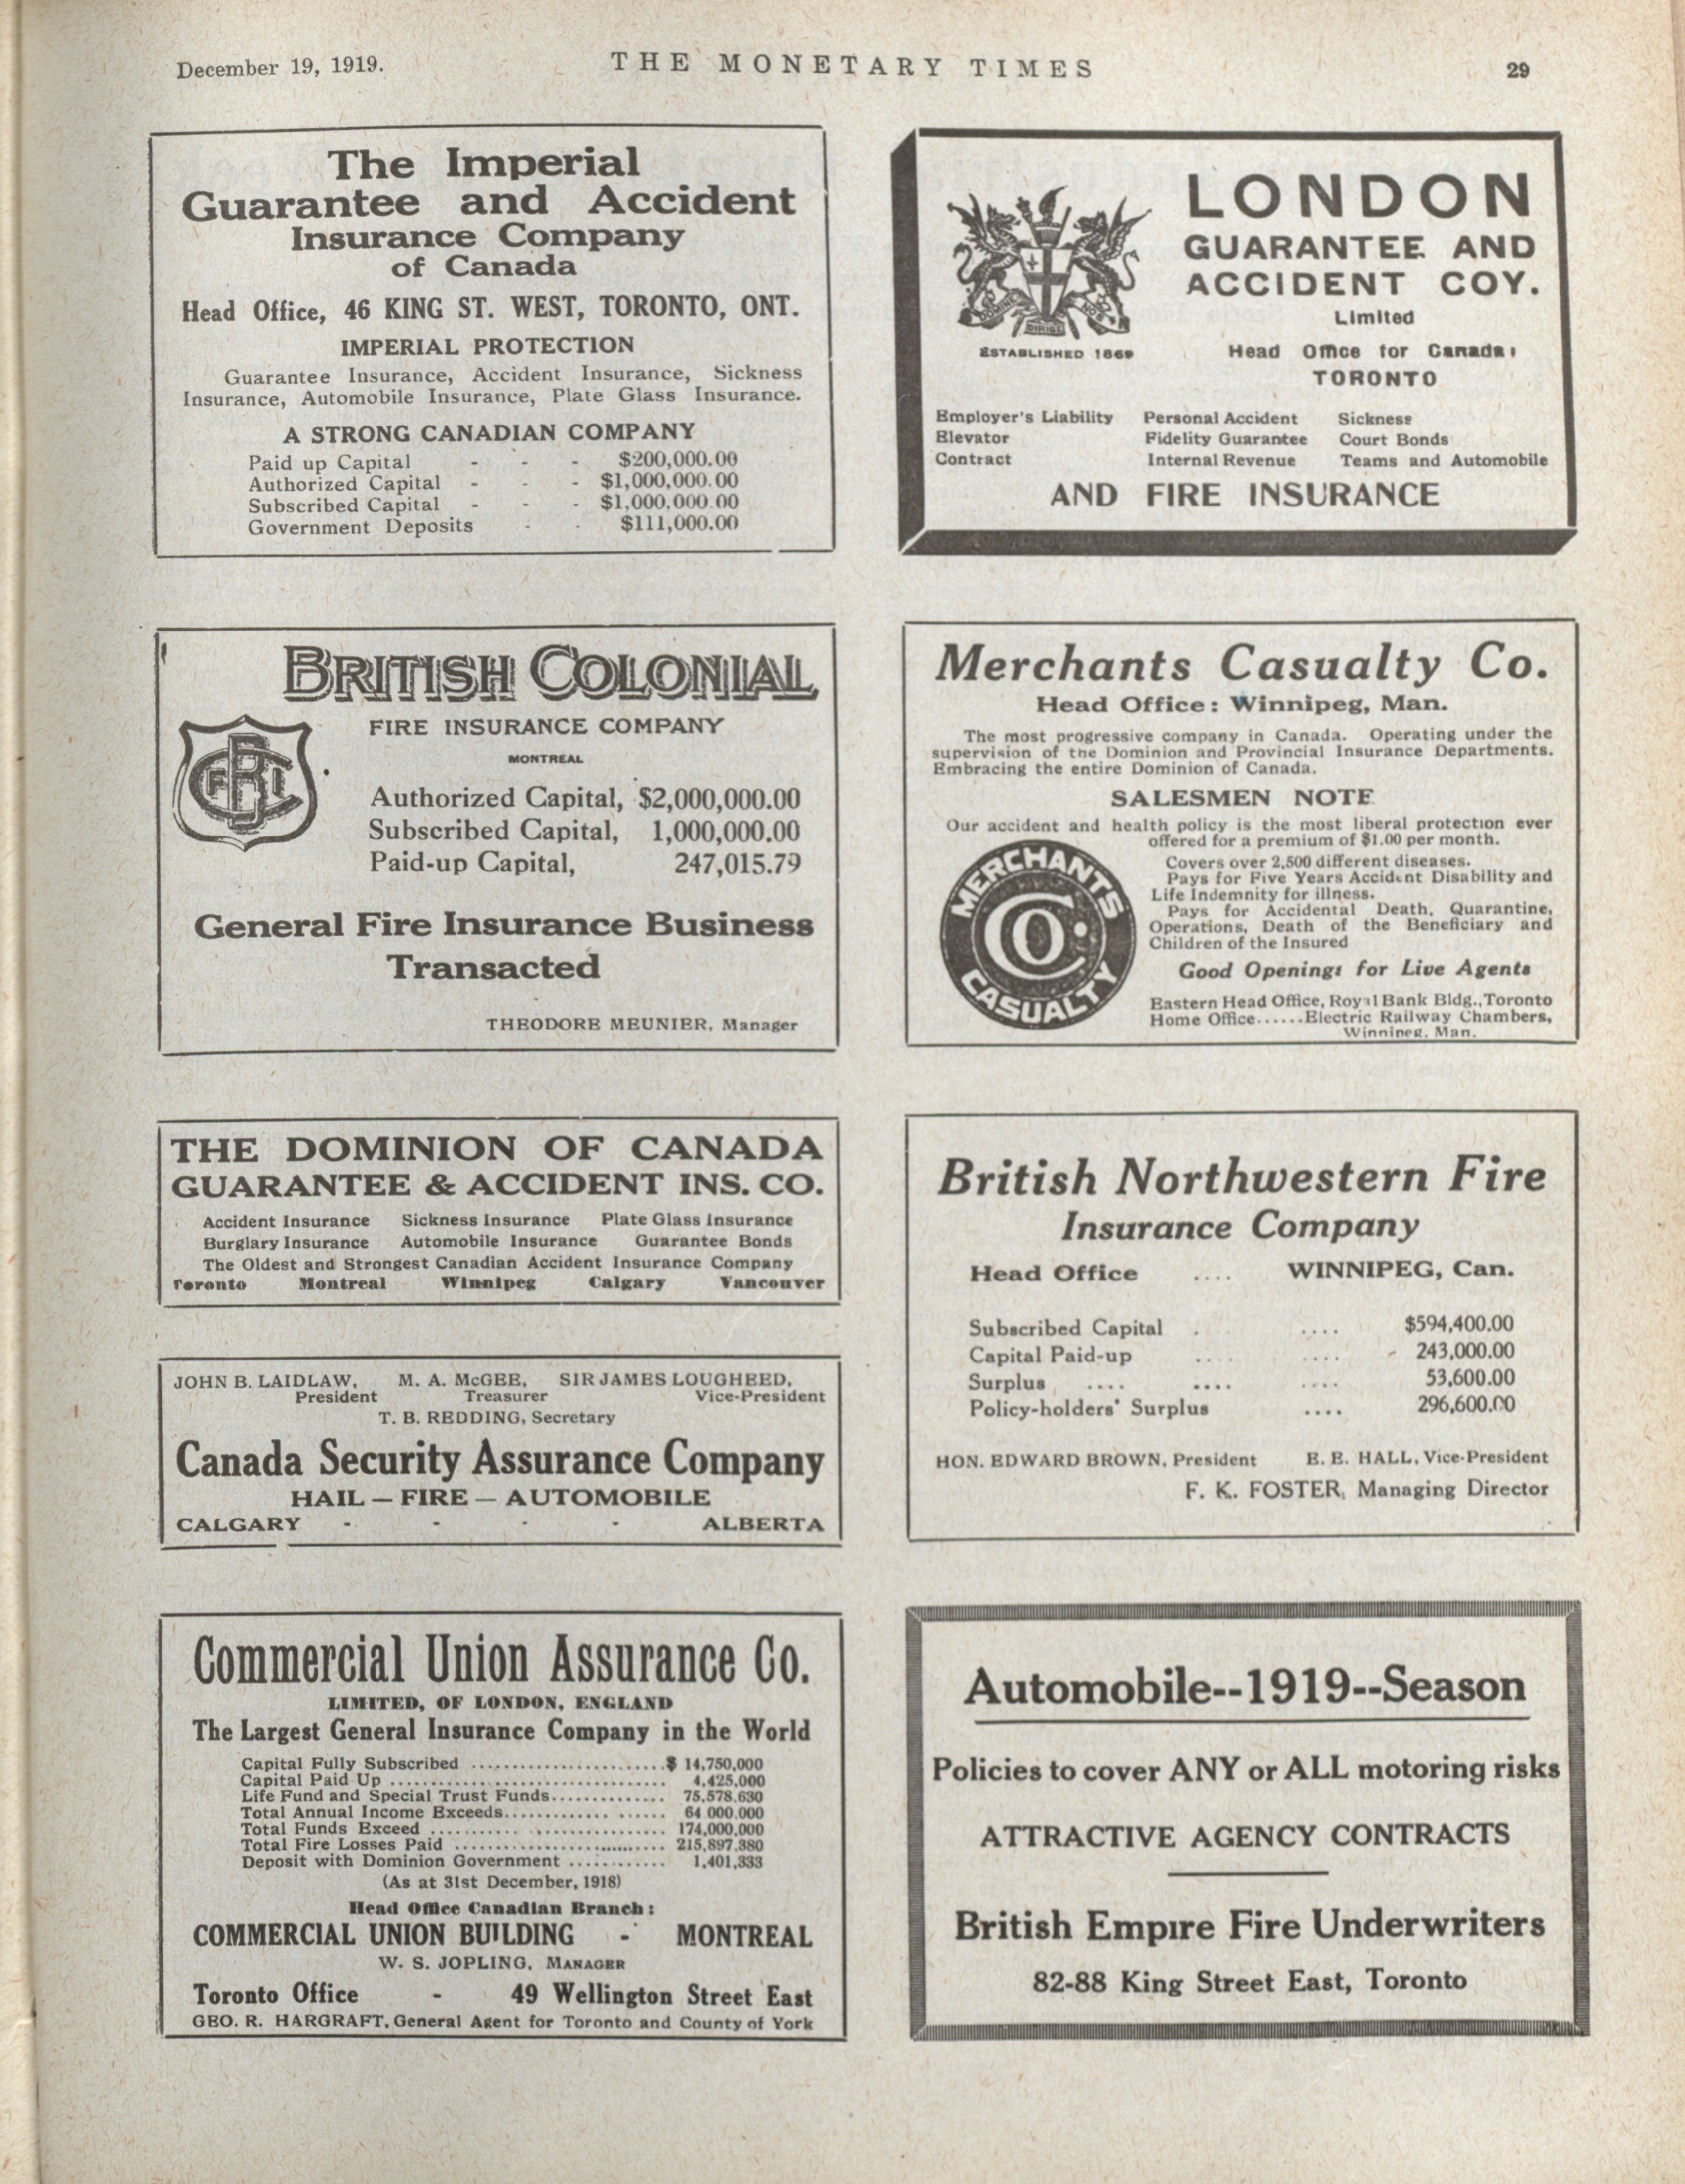 December 19, 1919.
THE MONETARY TIMES
29
The Imperial
Guarantee and Accident
Insurance Company
of Canada
Head Office, 46 KING ST. WEST, TORONTO, ONT.
IMPERIAL PROTECTION
Guarantee Insurance, Accident Insurance, Sickness
Insurance, Automobile Insurance, Plate Glass Insurance.
A STRONG CANADIAN COMPANY
Paid up Capital - - - $200,000.00
Authorized Capital - - - $1,000,000.00
Subscribed Capital - - - $1,000,000.00
Government Deposits - - $111,000.00
LONDON
GUARANTEE AND
ACCIDENT COY.
Limited
DOMINE DIRIGE NOS
ESTABLISHED 1869
Head Office for Canada:
TORONTO
Employer's Liability Personal Accident Sickness
Elevator Fidelity Guarantee Court Bonds
Contract Internal Revenue Teams and Automobile
AND FIRE INSURANCE
BRITISH COLONIAL
FIRE INSURANCE COMPANY
MONTREAL
Authorized Capital, $2,000,000.00
Subscribed Capital, 1,000,000.00
Paid-up Capital, 247,015.79
General Fire Insurance Business
Transacted
THEODORE MEUNIER, Manager
Merchants Casualty Co.
Head Office: Winnipeg, Man.
The most progressive company in Canada. Operating under the
supervision of the Dominion and Provincial Insurance Departments.
Embracing the entire Dominion of Canada.
SALESMEN NOTE
Our accident and health policy is the most liberal protection ever
offered for a premium of $1.00 per month.
Covers over 2,500 different diseases.
Pays for Five Years Accident Disability and
Life Indemnity for illness.
Pays for Accidental Death, Quarantine,
Operations, Death of the Beneficiary and
Children of the Insured
Good Openings for Live Agents
Eastern Head Office, Royal Bank Bldg., Toronto
Home Office......Electric Railway Chambers,
Winnipeg, Man.
MERCHANTS
CO.
CASUALTY
THE DOMINION OF CANADA
GUARANTEE & ACCIDENT INS. CO.
Accident Insurance Sickness Insurance Plate Glass Insurance
Burglary Insurance Automobile Insurance Guarantee Bonds
The Oldest and Strongest Canadian Accident Insurance Company
Toronto Montreal Winnipeg Calgary Vancouver
British Northwestern Fire
Insurance Company
Head Office .... WINNIPEG, Can.
Subscribed Capital . .... $594,400.00
Capital Paid-up .... .... 243,000.00
Surplus .... .... .... 53,600.00
Policy-holders' Surplus .... 296,600.00
HON. EDWARD BROWN, President E. E. HALL, Vice-President
F. K. FOSTER, Managing Director
JOHN B. LAIDLAW, M. A. McGEE, SIR JAMES LOUGHEED,
President Treasurer Vice-President
T. B. REDDING, Secretary
Canada Security Assurance Company
HAIL — FIRE — AUTOMOBILE
CALGARY - - - - ALBERTA
Commercial Union Assurance Co.
LIMITED, OF LONDON, ENGLAND
The Largest General Insurance Company in the World
Capital Fully Subscribed ........................$ 14,750,000
Capital Paid Up .................................. 4,425,000
Life Fund and Special Trust Funds.............. 75,578,630
Total Annual Income Exceeds............. ...... 64 000,000
Total Funds Exceed ........... ................ 174,000,000
Total Fire Losses Paid .......................... 215,897,380
Deposit with Dominion Government ............ 1,401,333
(As at 31st December, 1918)
Head Office Canadian Branch:
COMMERCIAL UNION BUILDING - MONTREAL
W. S. JOPLING, MANAGER
Toronto Office - 49 Wellington Street East
GEO. R. HARGRAFT, General Agent for Toronto and County of York
Automobile--1919--Season
Policies to cover ANY or ALL motoring risks
ATTRACTIVE AGENCY CONTRACTS
British Empire Fire Underwriters
82-88 King Street East, Toronto